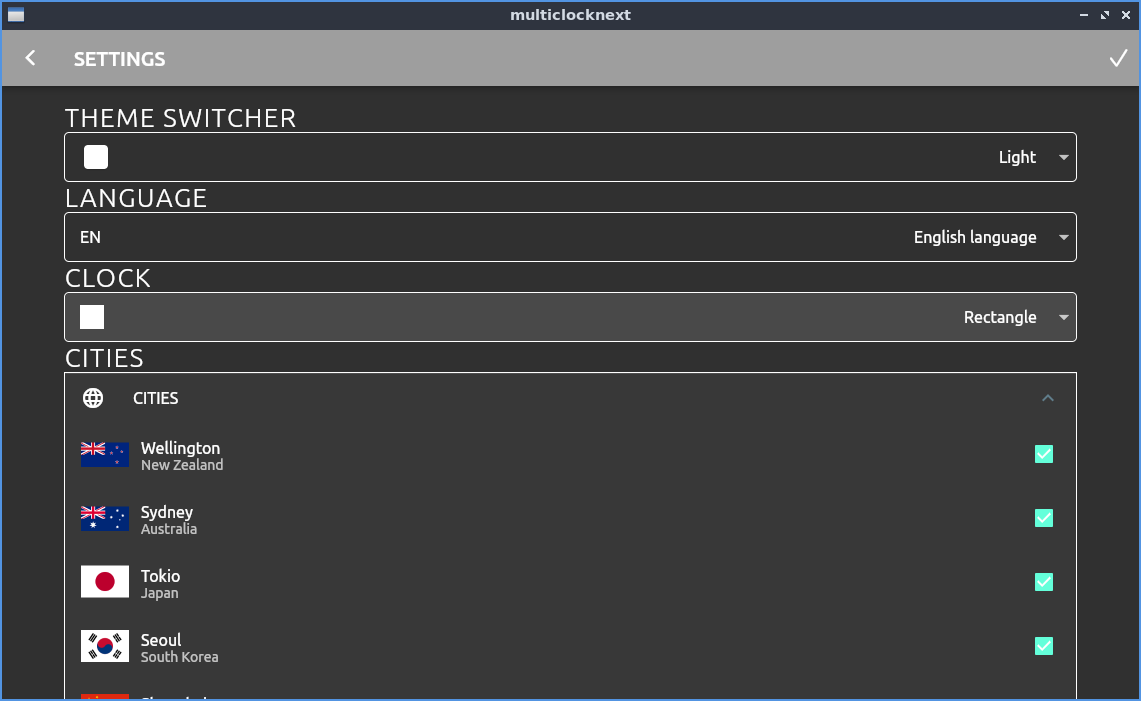 multiclocknext
SETTINGS
THEME SWITCHER
Light
LANGUAGE
EN
English language
CLOCK
Rectangle
CITIES
CITIES
Wellington
New Zealand
Sydney
Australia
Tokio
Japan
Seoul
South Korea